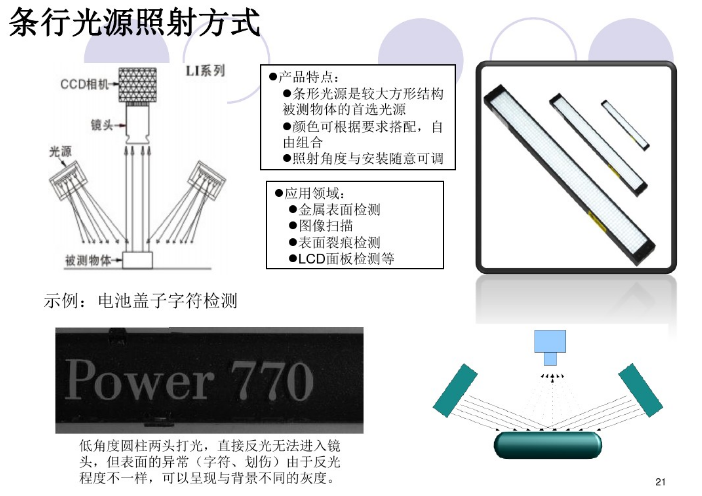 条行光源照射方式
LI系列
CCD相机
镜头
光源
被测物体
●产品特点：
●条形光源是较大方形结构
被测物体的首选光源
●颜色可根据要求搭配，自
由组合
●照射角度与安装随意可调
●应用领域：
●金属表面检测
●图像扫描
●表面裂痕检测
●LCD面板检测等
示例：电池盖子字符检测
Power 770
低角度圆柱两头打光，直接反光无法进入镜
头，但表面的异常（字符、划伤）由于反光
程度不一样，可以呈现与背景不同的灰度。
21